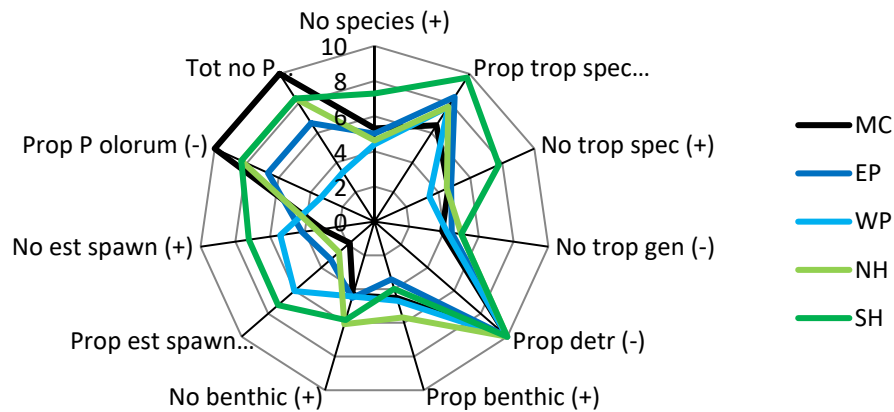 No species (+)
Prop trop spec...
No trop spec (+)
No trop gen (-)
Prop detr (-)
Prop benthic (+)
No benthic (+)
Prop est spawn...
No est spawn (+)
Prop P olorum (-)
Tot no P...
10
8
6
4
2
0
MC
EP
WP
NH
SH